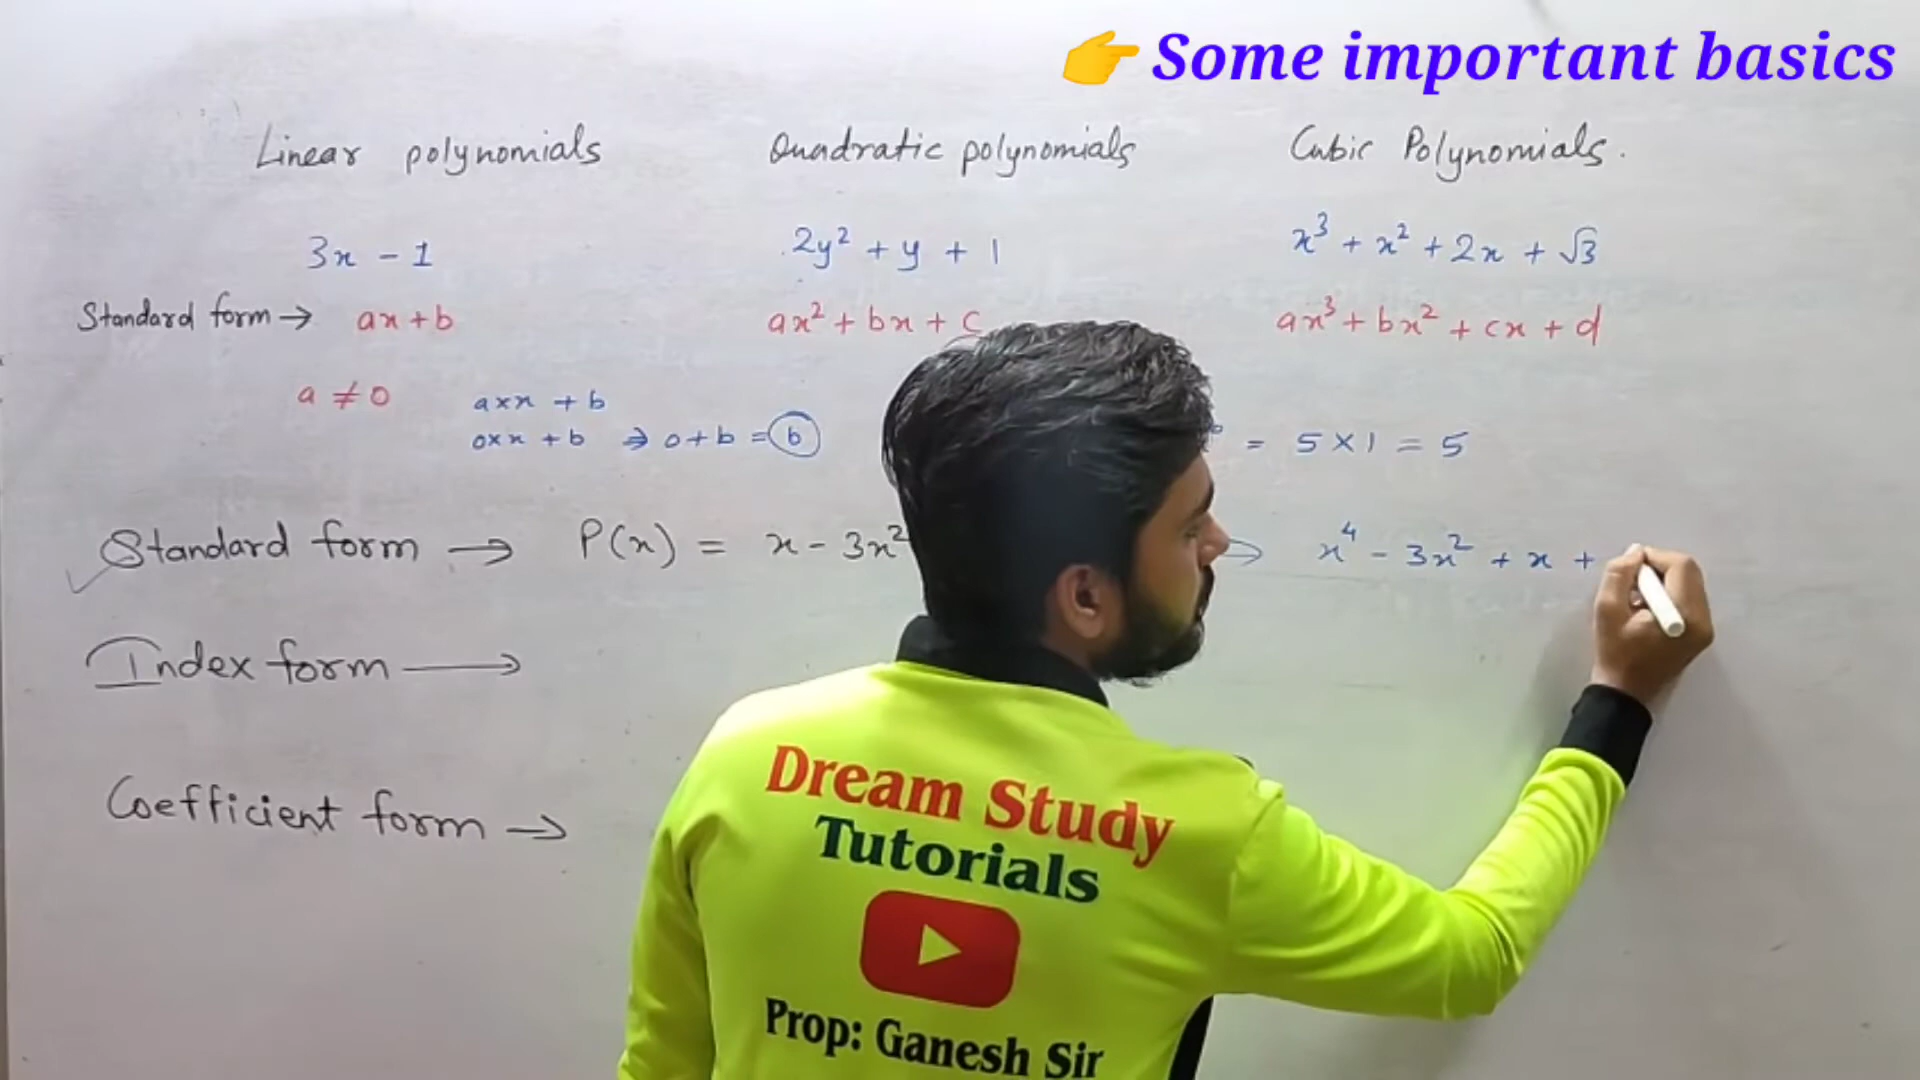 👉 Some important basics
Linear polynomials Quadratic polynomials Cubic Polynomials.
3x - 1 2y² + y + 1 x³ + x² + 2x + √3
Standard form → ax + b ax² + bx + c ax³ + bx² + cx + d
a ≠ 0 a×x + b
0×x + b ⇒ 0 + b = b = 5 × 1 = 5
Standard form → P(x) = x - 3x² ⇒ x⁴ - 3x² + x +
Index form →
Coefficient form →
Dream Study
Tutorials
Prop: Ganesh Sir